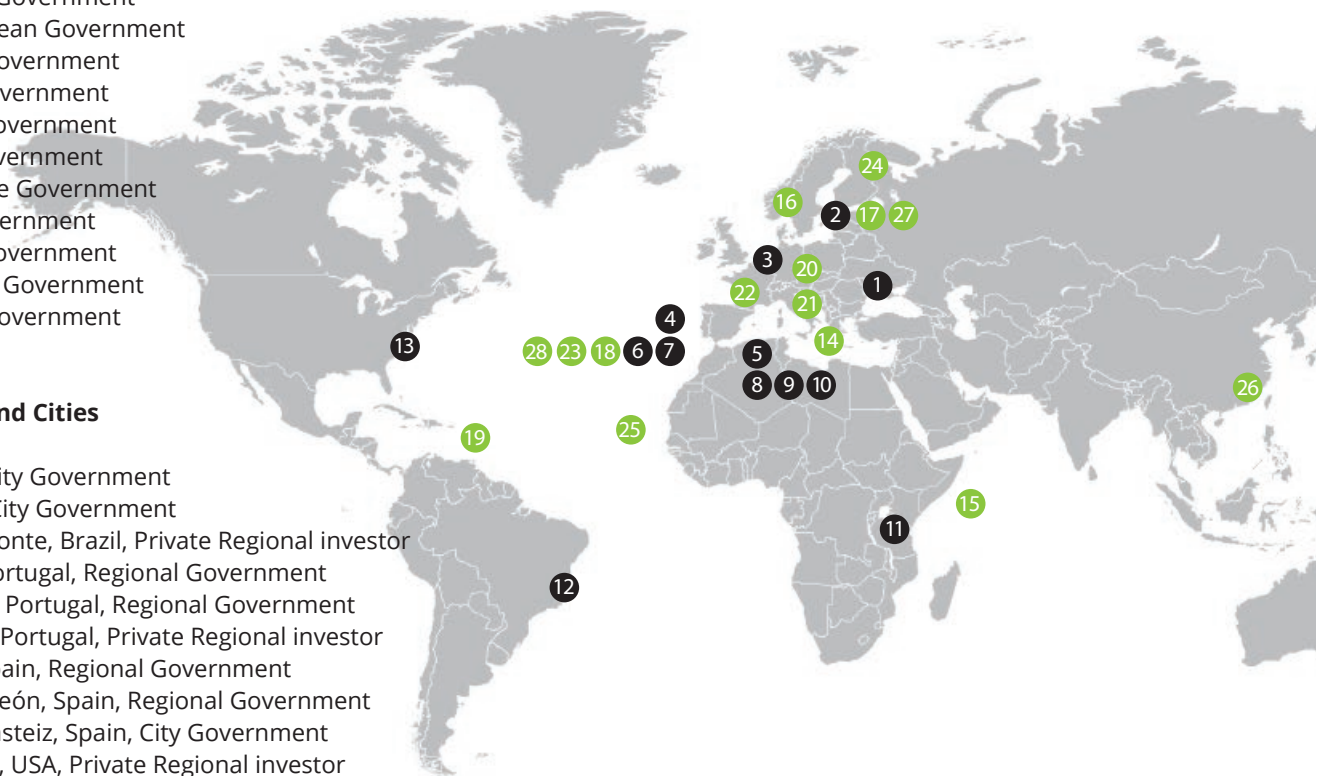 Government
ean Government
overnment
vernment
overnment
vernment
e Government
ernment
overnment
Government
overnment
nd Cities
ity Government
City Government
onte, Brazil, Private Regional investor
ortugal, Regional Government
Portugal, Regional Government
Portugal, Private Regional investor
pain, Regional Government
eón, Spain, Regional Government
asteiz, Spain, City Government
, USA, Private Regional investor
24
16
2 17 27
3
20
22
1
21
4
14
13
28 23 18 6 7
5
8 9 10
26
25
19
15
11
12